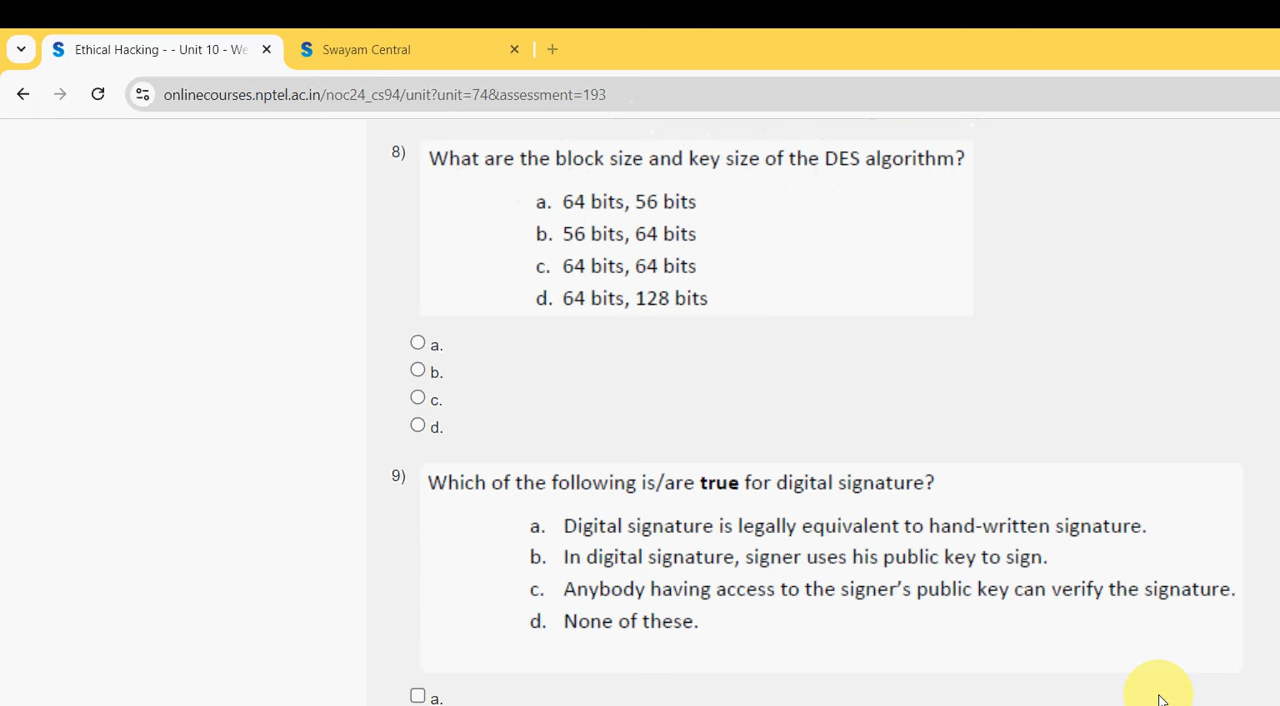 Ethical Hacking - - Unit 10 - We
Swayam Central
onlinecourses.nptel.ac.in/noc24_cs94/unit?unit=74&assessment=193
8) What are the block size and key size of the DES algorithm?
a. 64 bits, 56 bits
b. 56 bits, 64 bits
c. 64 bits, 64 bits
d. 64 bits, 128 bits
a.
b.
c.
d.
9) Which of the following is/are true for digital signature?
a. Digital signature is legally equivalent to hand-written signature.
b. In digital signature, signer uses his public key to sign.
c. Anybody having access to the signer's public key can verify the signature.
d. None of these.
a.